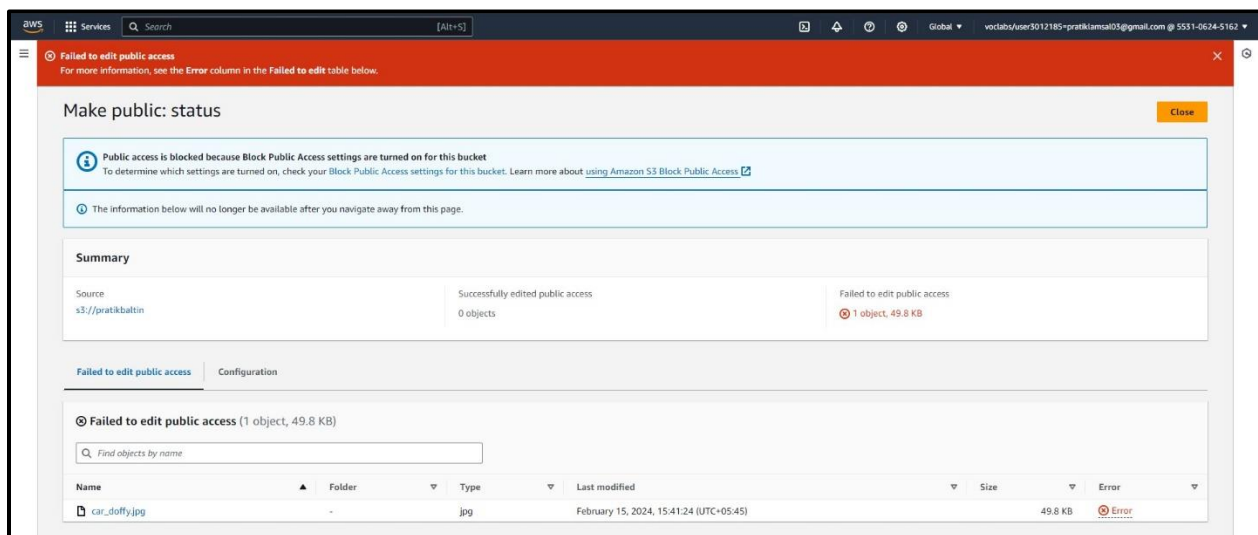 aws Services Search [Alt+S] Global voclabs/user3012185=pratiklamsal03@gmail.com @ 5531-0624-5162
Failed to edit public access
For more information, see the Error column in the Failed to edit table below.
Make public: status
Close
Public access is blocked because Block Public Access settings are turned on for this bucket
To determine which settings are turned on, check your Block Public Access settings for this bucket. Learn more about using Amazon S3 Block Public Access
The information below will no longer be available after you navigate away from this page.
Summary
Source Successfully edited public access Failed to edit public access
s3://pratikbaltin 0 objects 1 object, 49.8 KB
Failed to edit public access Configuration
Failed to edit public access (1 object, 49.8 KB)
Find objects by name
Name Folder Type Last modified Size Error
car_doffy.jpg - jpg February 15, 2024, 15:41:24 (UTC+05:45) 49.8 KB Error